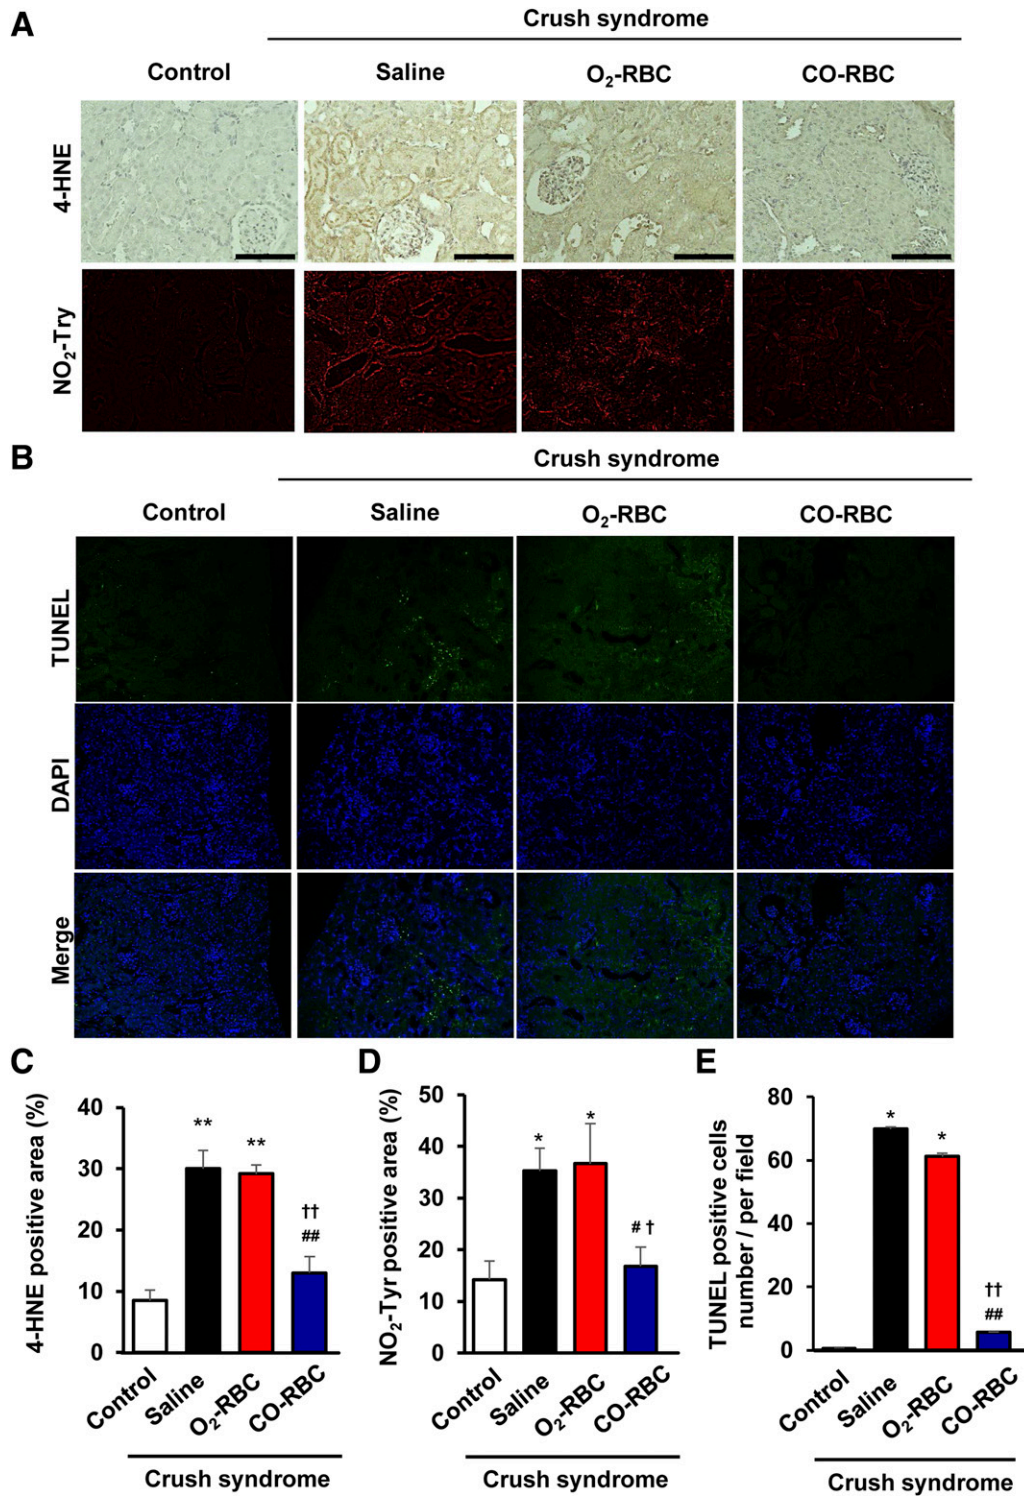 A
Crush syndrome
Control
Saline
O₂-RBC
CO-RBC
4-HNE
NO₂-Try
B
Crush syndrome
Control
Saline
O₂-RBC
CO-RBC
TUNEL
DAPI
Merge
C
4-HNE positive area (%)
40
30
20
10
0
**
**
††
##
Control
Saline
O₂-RBC
CO-RBC
Crush syndrome
D
NO₂-Tyr positive area (%)
50
40
30
20
10
0
*
*
# †
Control
Saline
O₂-RBC
CO-RBC
Crush syndrome
E
TUNEL positive cells
number / per field
80
60
40
20
0
*
*
††
##
Control
Saline
O₂-RBC
CO-RBC
Crush syndrome